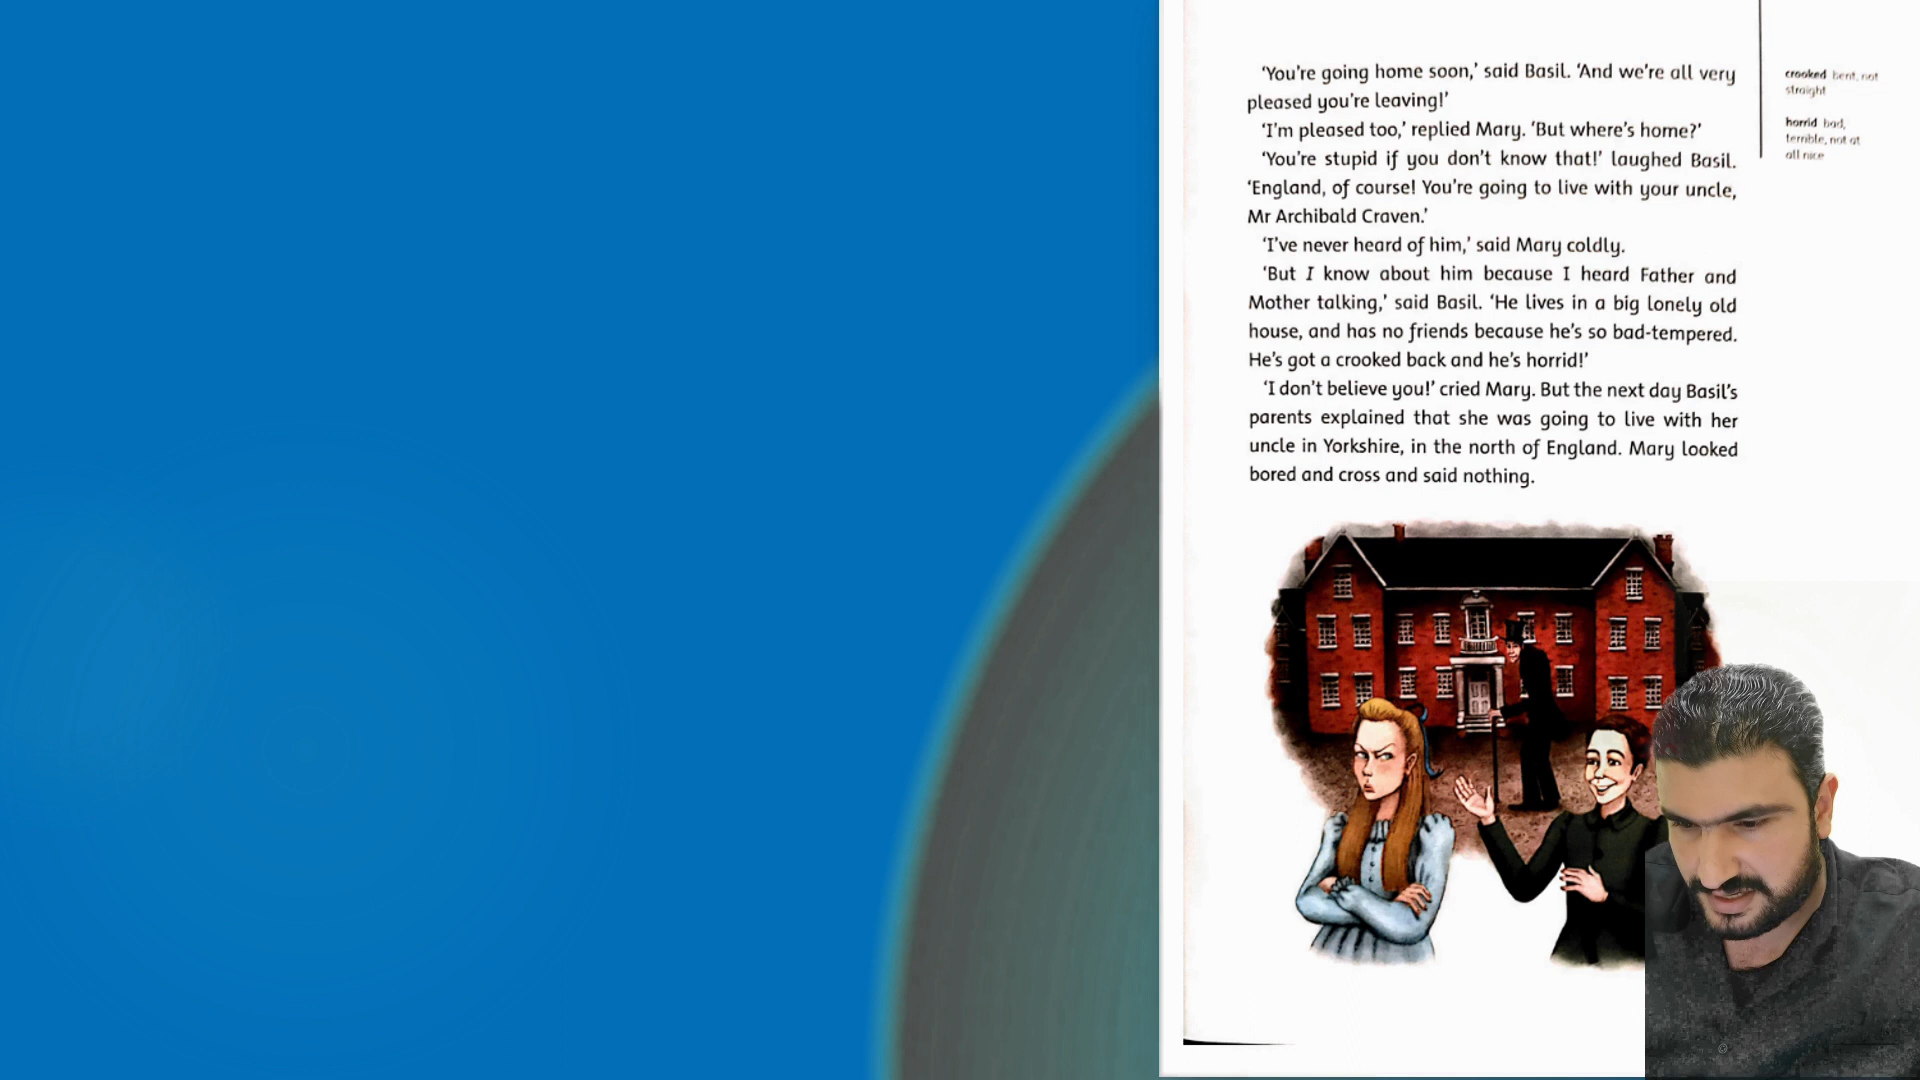 ‘You’re going home soon,’ said Basil. ‘And we’re all very
pleased you’re leaving!’
‘I’m pleased too,’ replied Mary. ‘But where’s home?’
‘You’re stupid if you don’t know that!’ laughed Basil.
‘England, of course! You’re going to live with your uncle,
Mr Archibald Craven.’
‘I’ve never heard of him,’ said Mary coldly.
‘But I know about him because I heard Father and
Mother talking,’ said Basil. ‘He lives in a big lonely old
house, and has no friends because he’s so bad-tempered.
He’s got a crooked back and he’s horrid!’
‘I don’t believe you!’ cried Mary. But the next day Basil’s
parents explained that she was going to live with her
uncle in Yorkshire, in the north of England. Mary looked
bored and cross and said nothing.
crooked bent, not
straight
horrid bad,
terrible, not at
all nice